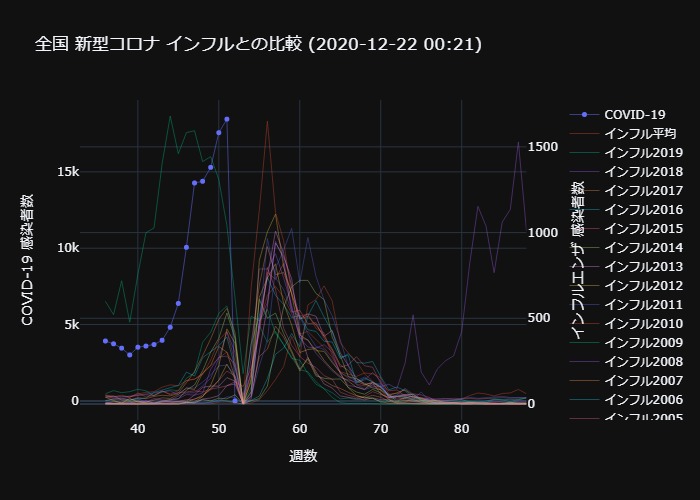 全国 新型コロナ インフルとの比較 (2020-12-22 00:21)
COVID-19 感染者数
15k
10k
5k
0
40
50
60
70
80
週数
1500
1000
500
0
インフルエンザ 感染者数
COVID-19
インフル平均
インフル2019
インフル2018
インフル2017
インフル2016
インフル2015
インフル2014
インフル2013
インフル2012
インフル2011
インフル2010
インフル2009
インフル2008
インフル2007
インフル2006
インフル2005